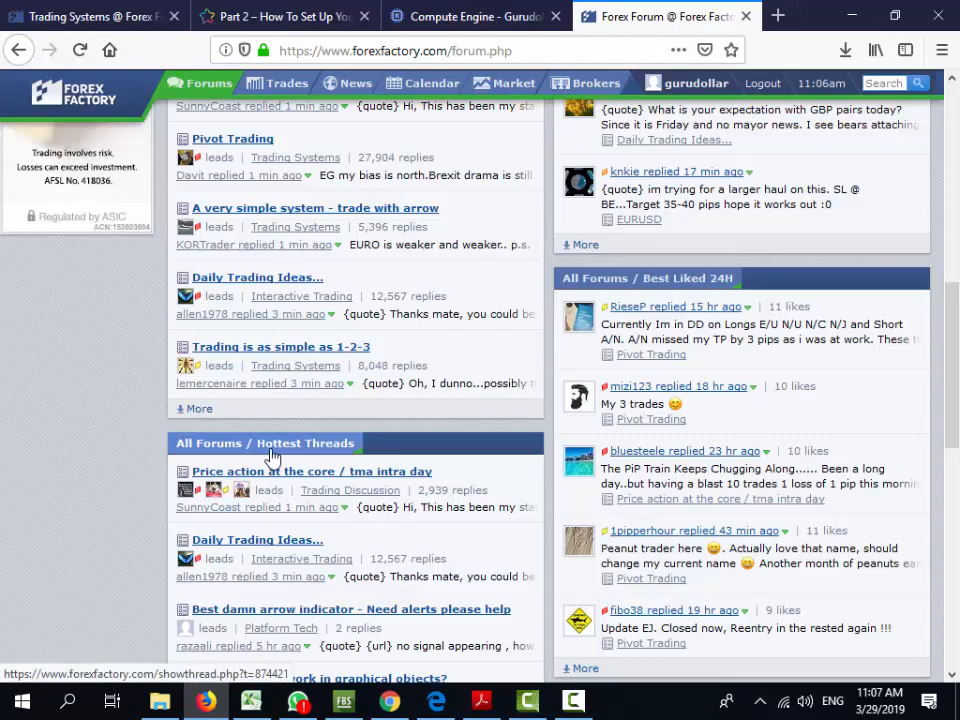 Trading Systems @ Forex F
Part 2 – How To Set Up You
Compute Engine - Gurudol
Forex Forum @ Forex Facto
https://www.forexfactory.com/forum.php
FOREX FACTORY
Forums
Trades
News
Calendar
Market
Brokers
gurudollar
Logout
11:06am
Search
Trading involves risk.
Losses can exceed investment.
AFSL No. 418036.
Regulated by ASIC
ACN:153803804
SunnyCoast replied 1 min ago {quote} Hi, This has been my sta
Pivot Trading
leads | Trading Systems | 27,904 replies
Davit replied 1 min ago EG my bias is north.Brexit drama is still
A very simple system - trade with arrow
leads | Trading Systems | 5,396 replies
KORTrader replied 1 min ago EURO is weaker and weaker.. p.s.
Daily Trading Ideas...
leads | Interactive Trading | 12,567 replies
allen1978 replied 3 min ago {quote} Thanks mate, you could be
Trading is as simple as 1-2-3
leads | Trading Systems | 8,048 replies
lemercenaire replied 3 min ago {quote} Oh, I dunno...possibly t
More
All Forums / Hottest Threads
Price action at the core / tma intra day
leads | Trading Discussion | 2,939 replies
SunnyCoast replied 1 min ago {quote} Hi, This has been my sta
Daily Trading Ideas...
leads | Interactive Trading | 12,567 replies
allen1978 replied 3 min ago {quote} Thanks mate, you could be
Best damn arrow indicator - Need alerts please help
leads | Platform Tech | 2 replies
razaali replied 5 hr ago {quote} {url} no signal appearing , how
work in graphical objects?
{quote} What is your expectation with GBP pairs today?
Since it is Friday and no mayor news. I see bears attaching
Daily Trading Ideas...
knkie replied 17 min ago
{quote} im trying for a larger haul on this. SL @
BE...Target 35-40 pips hope it works out :0
EURUSD
More
All Forums / Best Liked 24H
RieseP replied 15 hr ago | 11 likes
Currently Im in DD on Longs E/U N/U N/C N/J and Short
A/N. A/N missed my TP by 3 pips as i was at work. These t
Pivot Trading
mizi123 replied 18 hr ago | 10 likes
My 3 trades 😊
Pivot Trading
bluesteele replied 23 hr ago | 10 likes
The PiP Train Keeps Chugging Along...... Been a long
day..but having a blast 10 trades 1 loss of 1 pip this mornin
Price action at the core / tma intra day
1pipperhour replied 43 min ago | 11 likes
Peanut trader here 😀. Actually love that name, should
change my current name 😄 Another month of peanuts ea
Pivot Trading
fibo38 replied 19 hr ago | 9 likes
Update EJ. Closed now, Reentry in the rested again !!!
Pivot Trading
More
https://www.forexfactory.com/showthread.php?t=874421
FBS
ENG
11:07 AM
3/29/2019